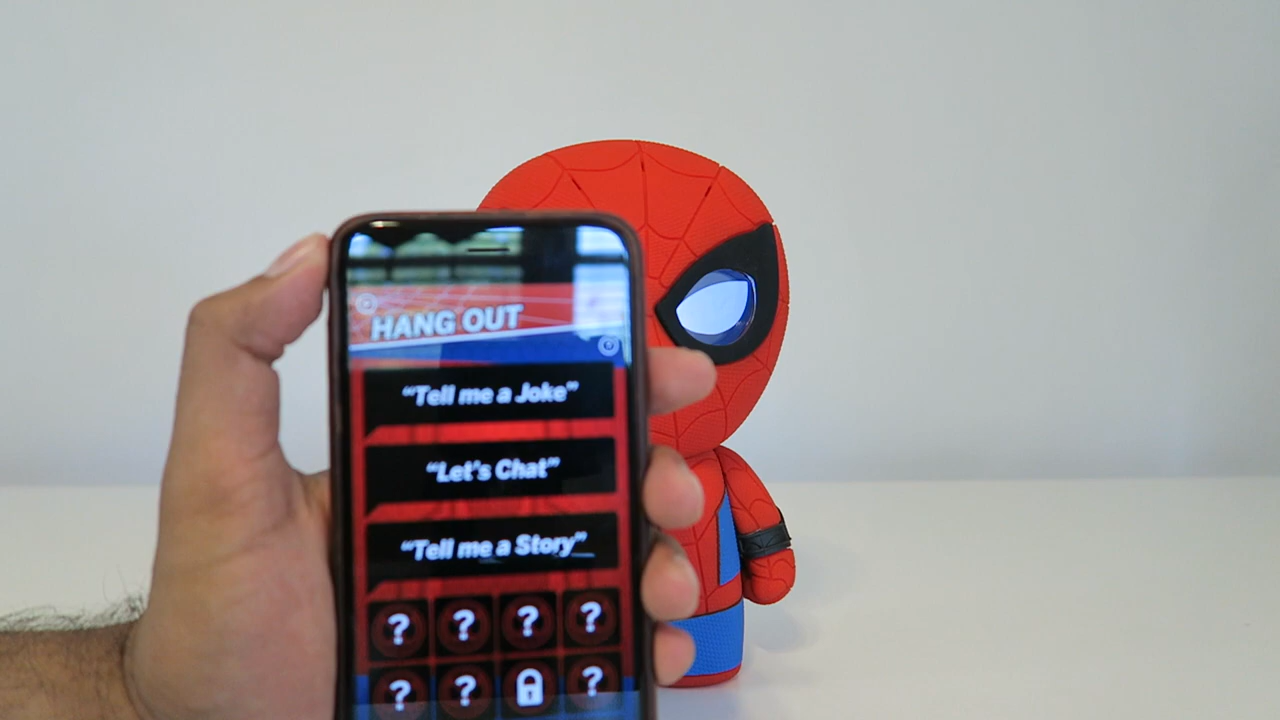 HANG OUT
?
“Tell me a Joke”
“Let's Chat”
“Tell me a Story”
? ? ? ?
? ? ?